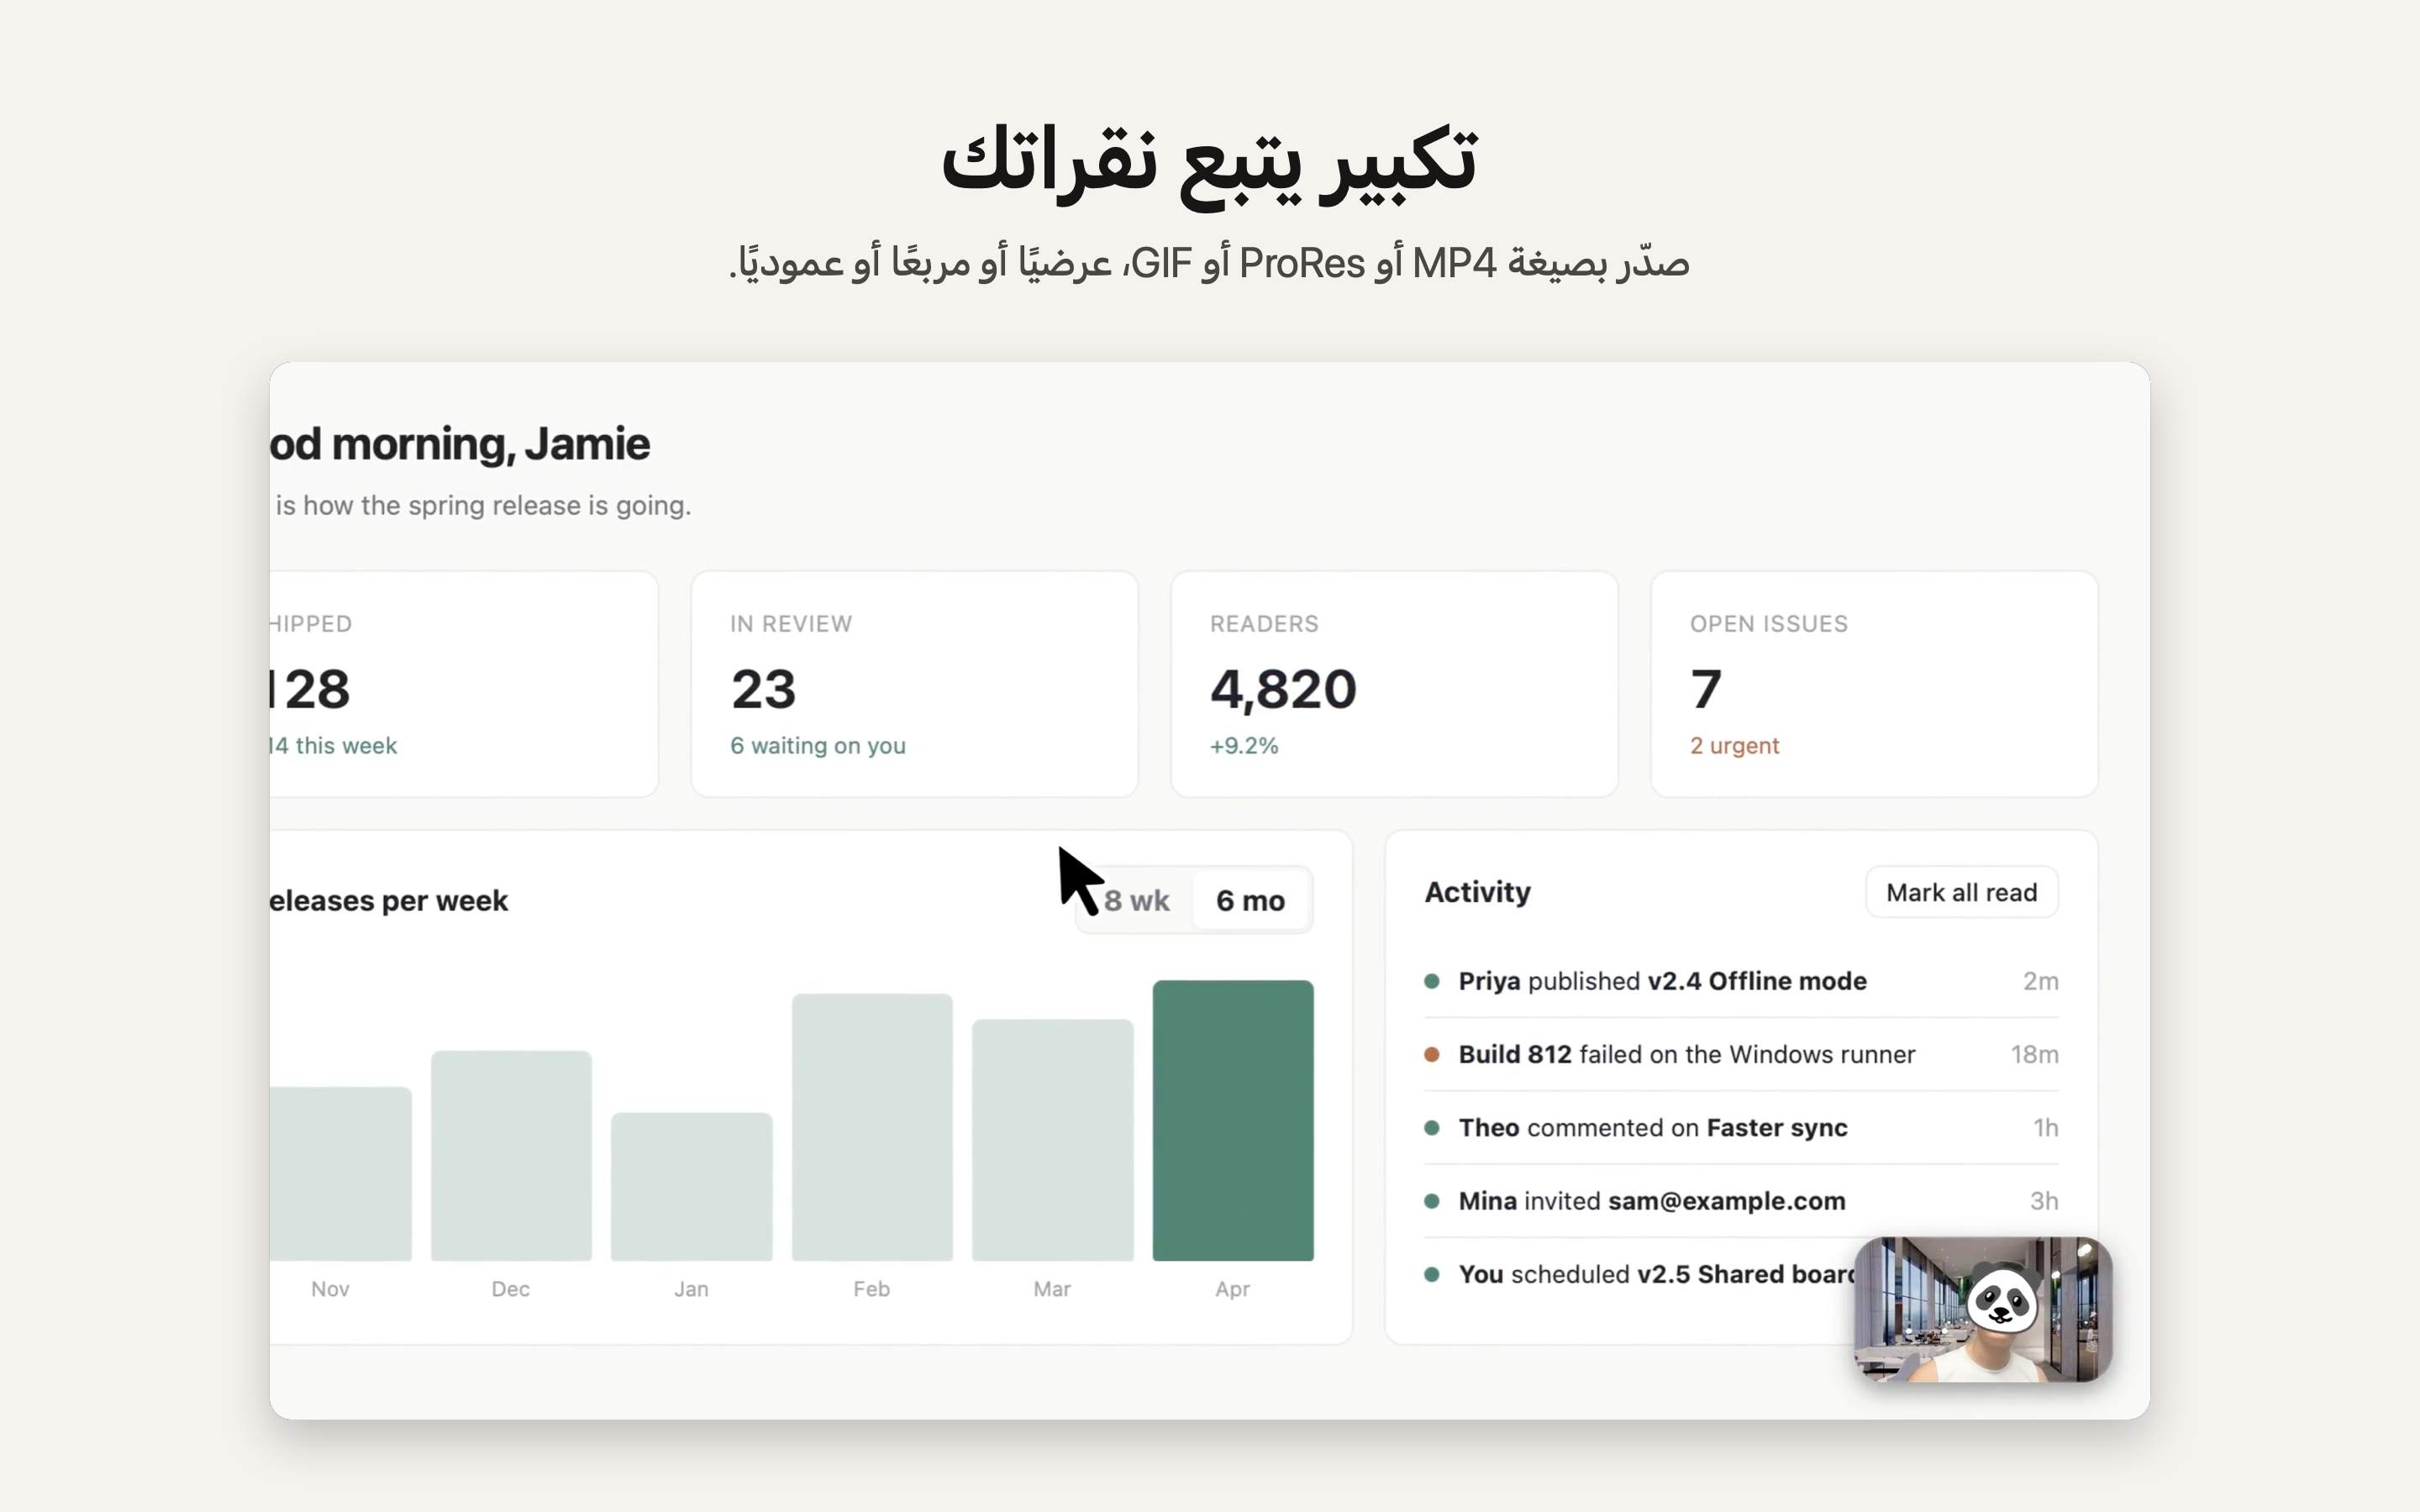 تكبير يتبع نقراتك
صدّر بصيغة MP4 أو ProRes أو GIF، عرضيًا أو مربعًا أو عموديًا.
od morning, Jamie
is how the spring release is going.
HIPPED
128
14 this week
IN REVIEW
23
6 waiting on you
READERS
4,820
+9.2%
OPEN ISSUES
7
2 urgent
eleases per week
8 wk
6 mo
Nov
Dec
Jan
Feb
Mar
Apr
Activity
Mark all read
Priya published v2.4 Offline mode 2m
Build 812 failed on the Windows runner 18m
Theo commented on Faster sync 1h
Mina invited sam@example.com 3h
You scheduled v2.5 Shared board